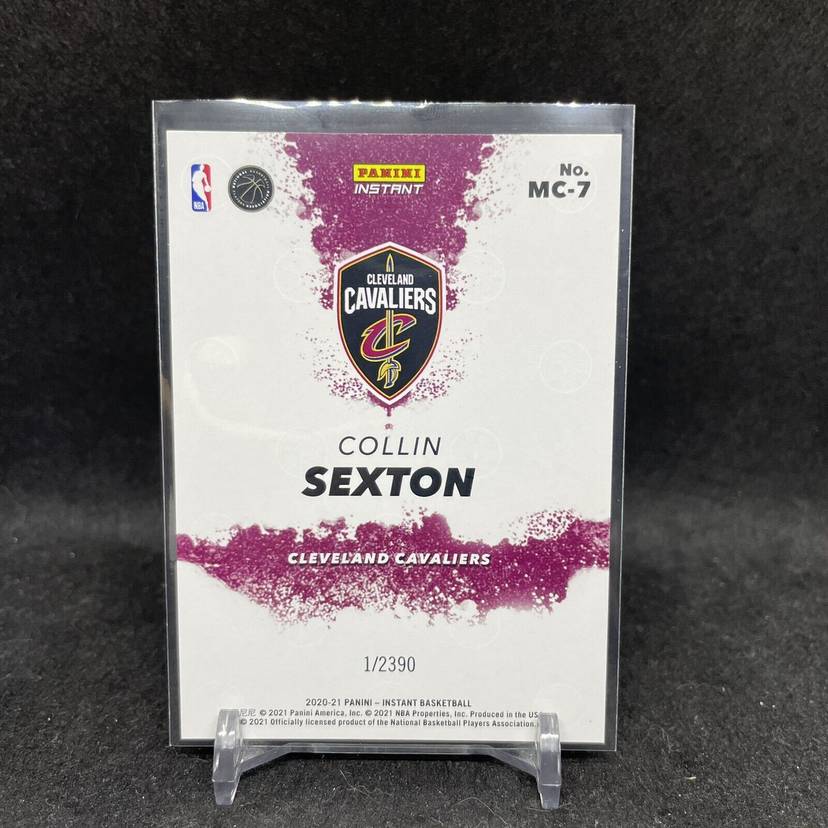 PANINI
INSTANT
No.
MC-7
NBA
CLEVELAND
CAVALIERS
C
COLLIN
SEXTON
CLEVELAND CAVALIERS
1/2390
2020-21 PANINI – INSTANT BASKETBALL
© 2021 Panini America, Inc. © 2021 NBA Properties, Inc. Produced in the US
© 2021 Officially licensed product of the National Basketball Players Association.